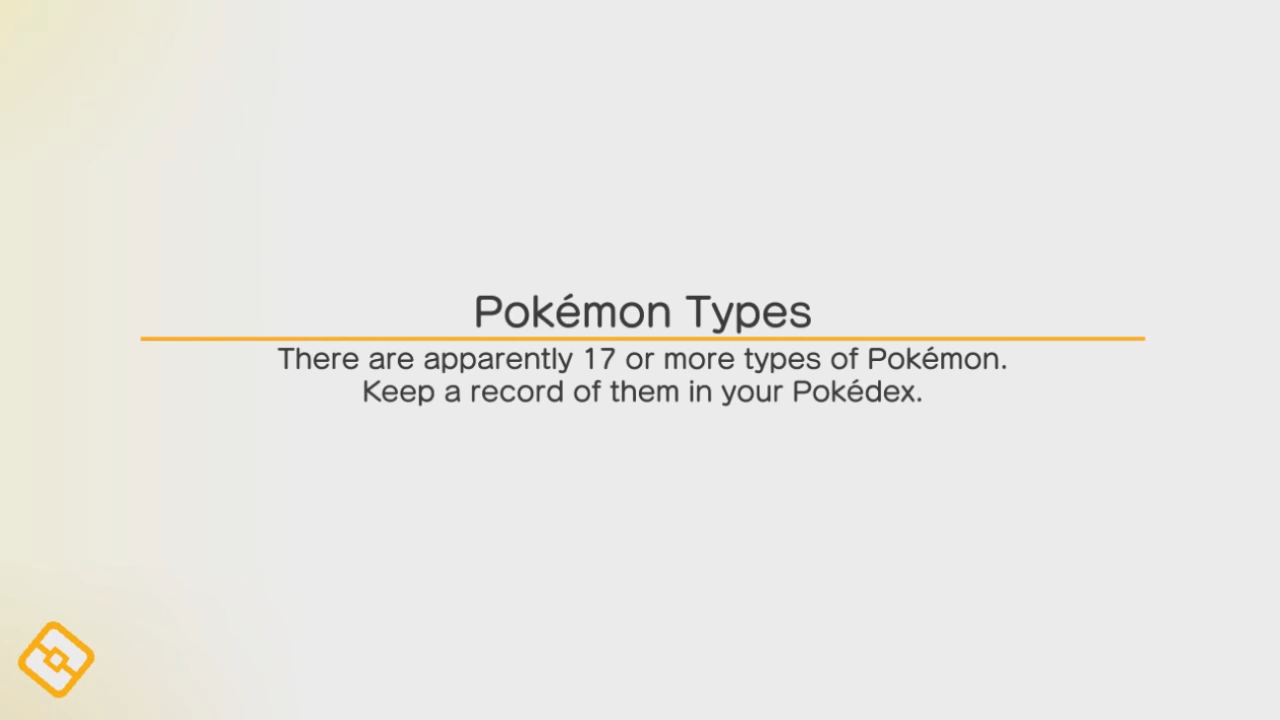 Pokémon Types
There are apparently 17 or more types of Pokémon.
Keep a record of them in your Pokédex.